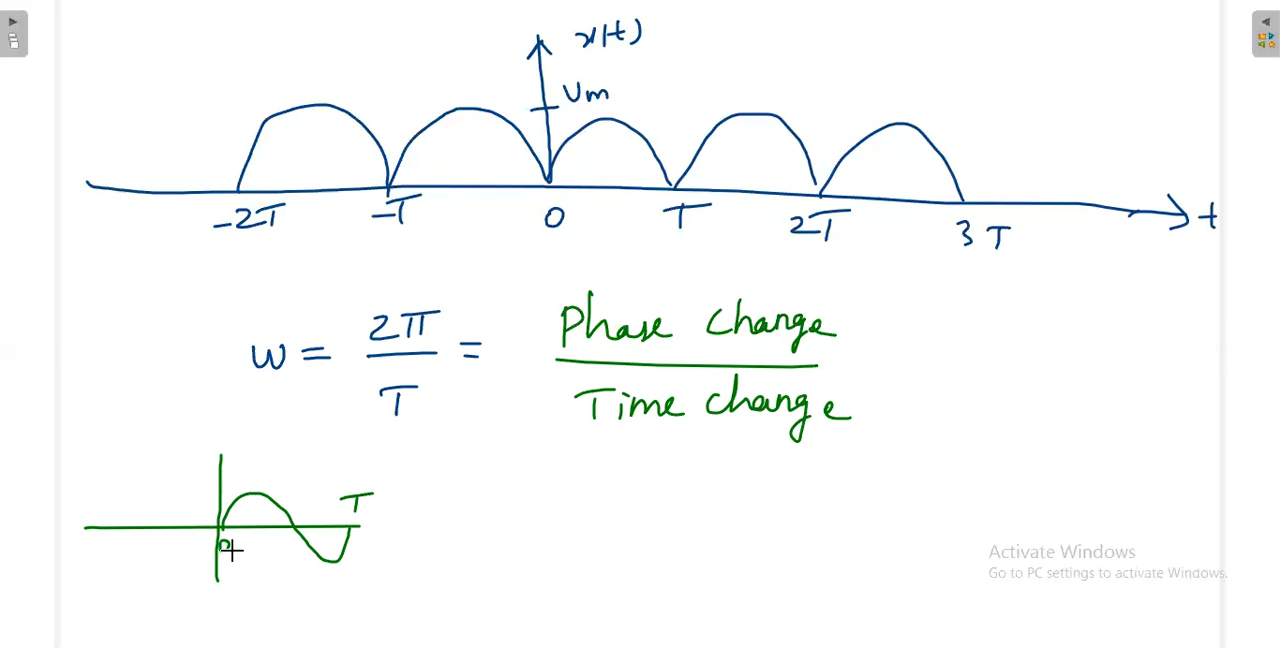 x(t)
Vm
-2T -T 0 T 2T 3T t
w = 2π/T = Phase change / Time change
T
0
Activate Windows
Go to PC settings to activate Windows.